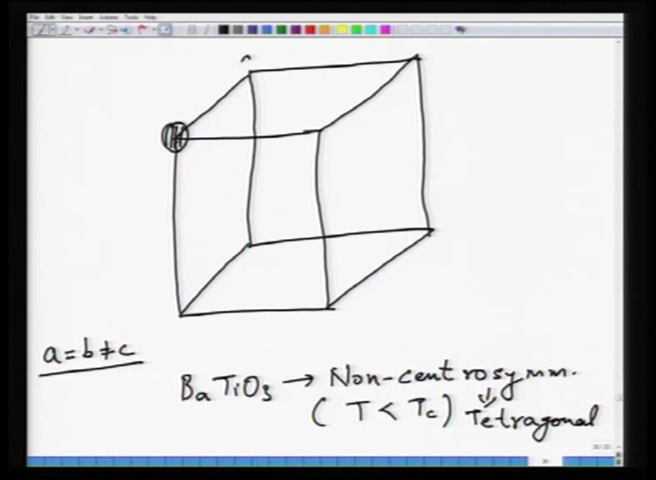 a=b≠c
BaTiO3 → Non-centrosymm.
(T < Tc) Tetragonal